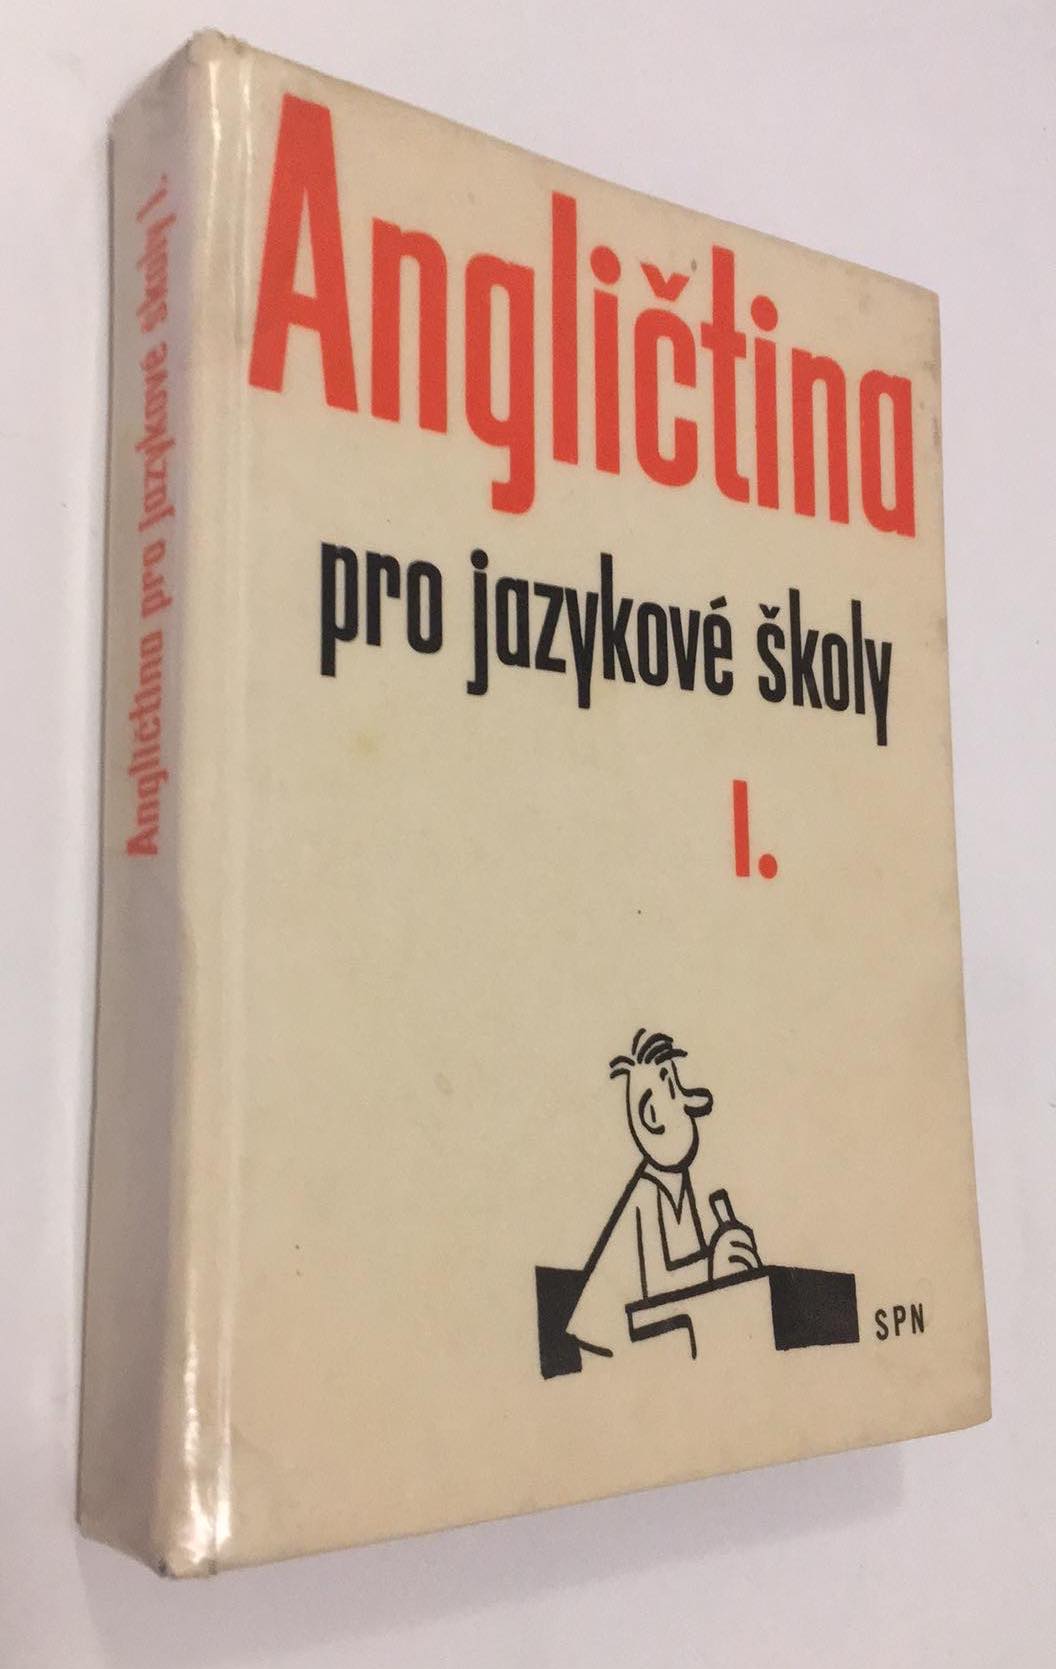 Angličtina pro jazykové školy I.
Angličtina
pro jazykové školy
I.
SPN